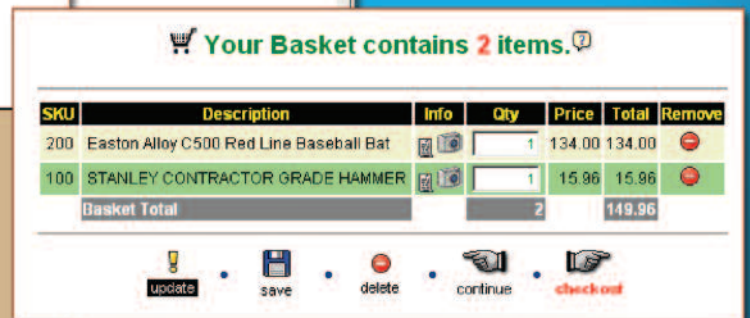 Your Basket contains 2 items.
SKU Description Info Qty Price Total Remove
200 Easton Alloy C500 Red Line Baseball Bat 1 134.00 134.00
100 STANLEY CONTRACTOR GRADE HAMMER 1 15.96 15.96
Basket Total 2 149.96
update save delete continue checkout